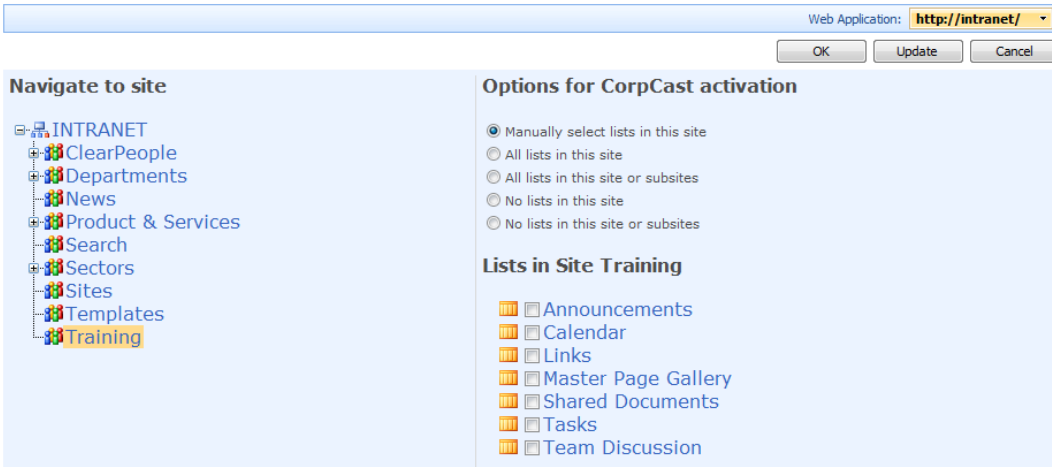 Web Application: http://intranet/
OK Update Cancel
Navigate to site
INTRANET
ClearPeople
Departments
News
Product & Services
Search
Sectors
Sites
Templates
Training
Options for CorpCast activation
Manually select lists in this site
All lists in this site
All lists in this site or subsites
No lists in this site
No lists in this site or subsites
Lists in Site Training
Announcements
Calendar
Links
Master Page Gallery
Shared Documents
Tasks
Team Discussion